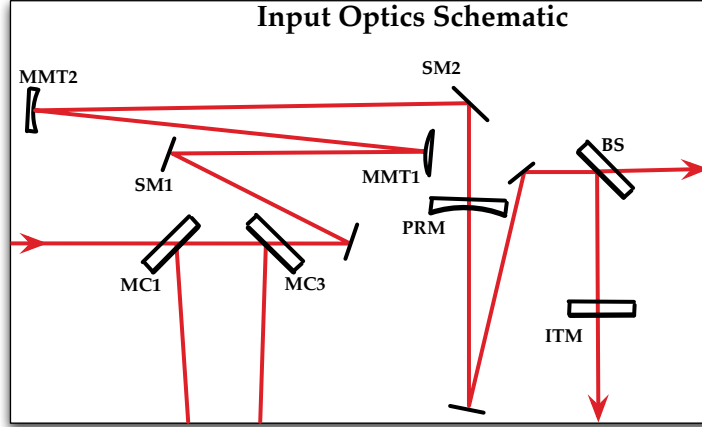 Input Optics Schematic
MMT2
SM2
SM1
MMT1
BS
PRM
MC1
MC3
ITM